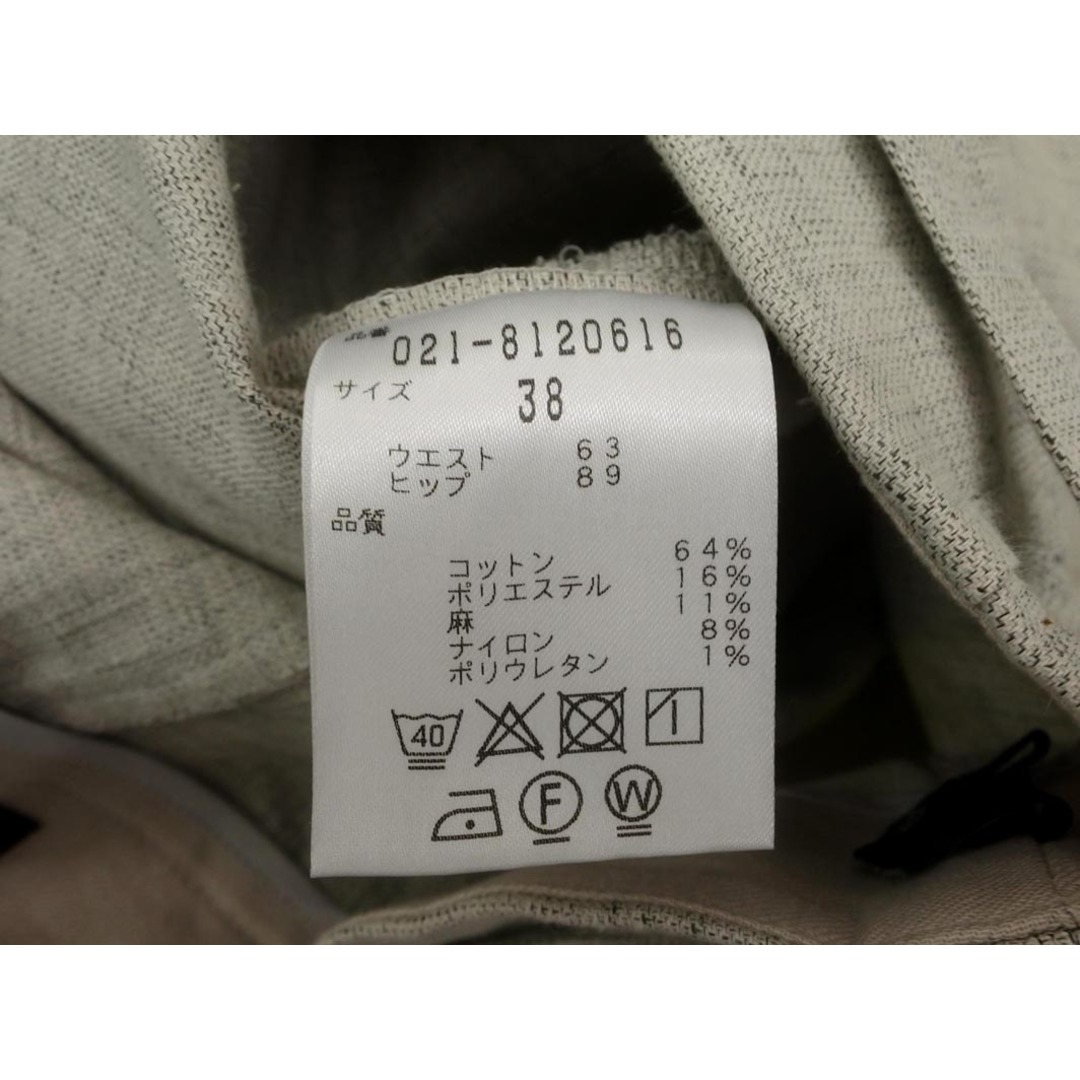 品番 021-8120616
サイズ 38
ウエスト 63
ヒップ 89
品質
コットン 64%
ポリエステル 16%
麻 11%
ナイロン 8%
ポリウレタン 1%
40
F W